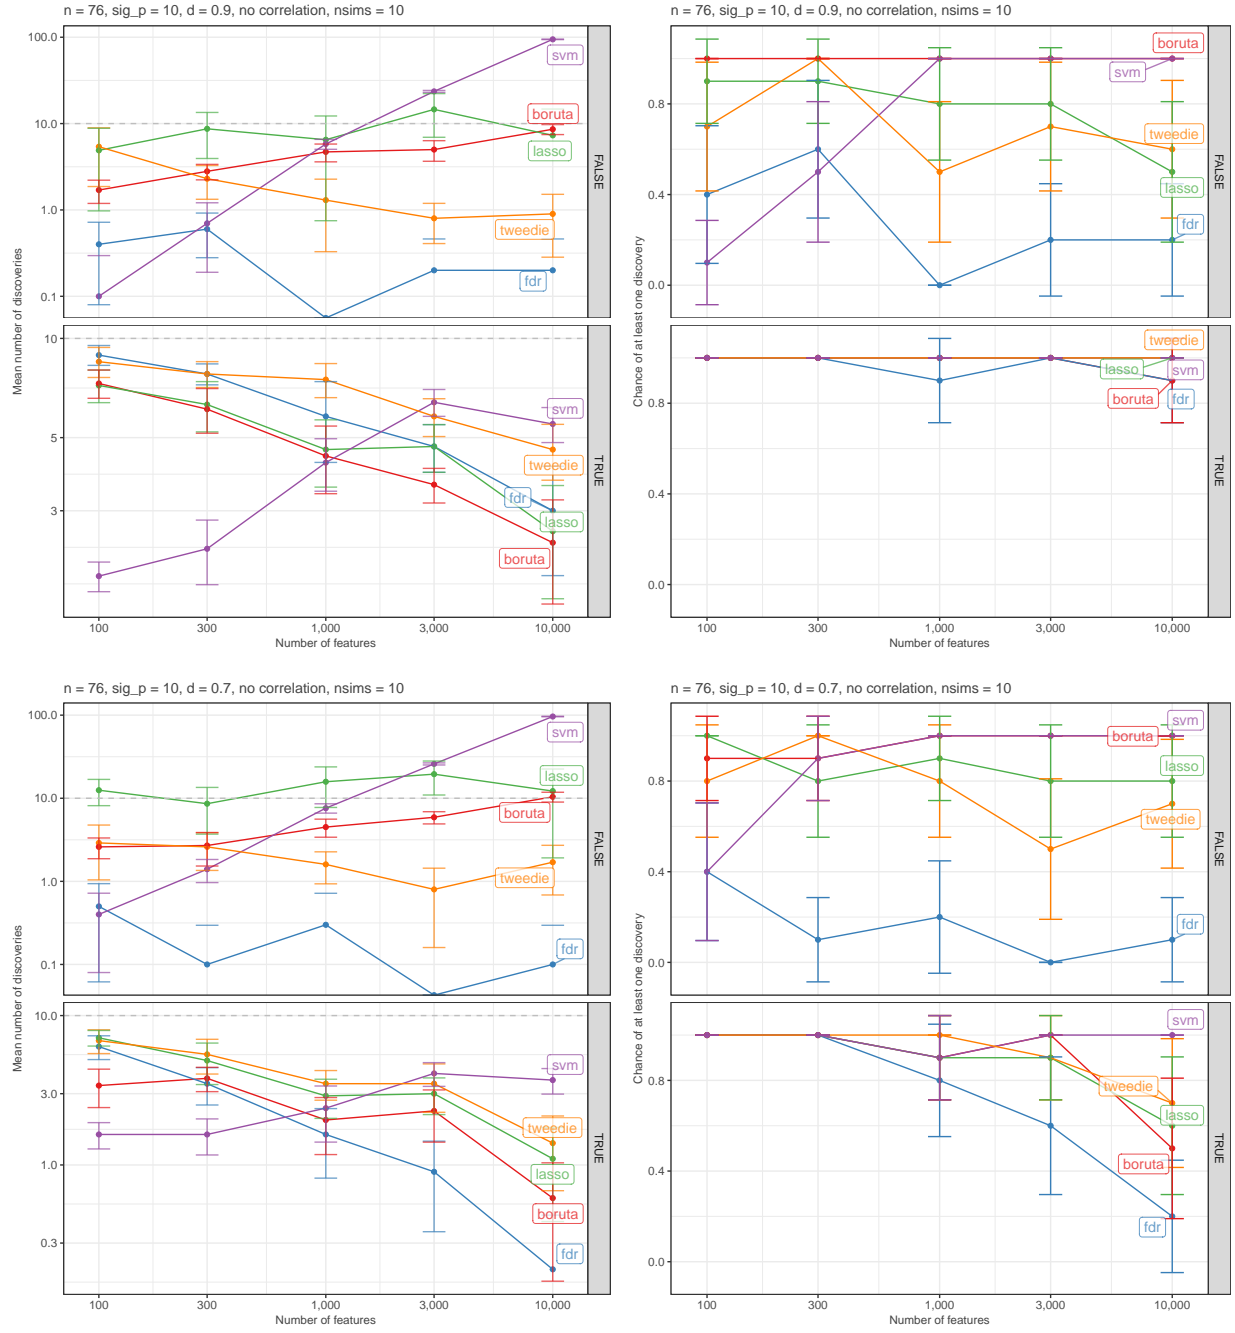 n = 76, sig_p = 10, d = 0.9, no correlation, nsims = 10
Mean number of discoveries
100.0
10.0
1.0
0.1
svm
boruta
lasso
tweedie
fdr
FALSE
10
5
3
svm
tweedie
fdr
lasso
boruta
TRUE
100
300
1,000
3,000
10,000
Number of features
n = 76, sig_p = 10, d = 0.9, no correlation, nsims = 10
Chance of at least one discovery
0.8
0.4
0.0
boruta
svm
tweedie
lasso
fdr
FALSE
0.8
0.4
0.0
tweedie
lasso
svm
boruta
fdr
TRUE
100
300
1,000
3,000
10,000
Number of features
n = 76, sig_p = 10, d = 0.7, no correlation, nsims = 10
Mean number of discoveries
100.0
10.0
1.0
0.1
svm
lasso
boruta
tweedie
fdr
FALSE
10.0
3.0
1.0
0.3
svm
tweedie
lasso
boruta
fdr
TRUE
100
300
1,000
3,000
10,000
Number of features
n = 76, sig_p = 10, d = 0.7, no correlation, nsims = 10
Chance of at least one discovery
0.8
0.4
0.0
svm
boruta
lasso
tweedie
fdr
FALSE
0.8
0.4
0.0
svm
tweedie
lasso
boruta
fdr
TRUE
100
300
1,000
3,000
10,000
Number of features